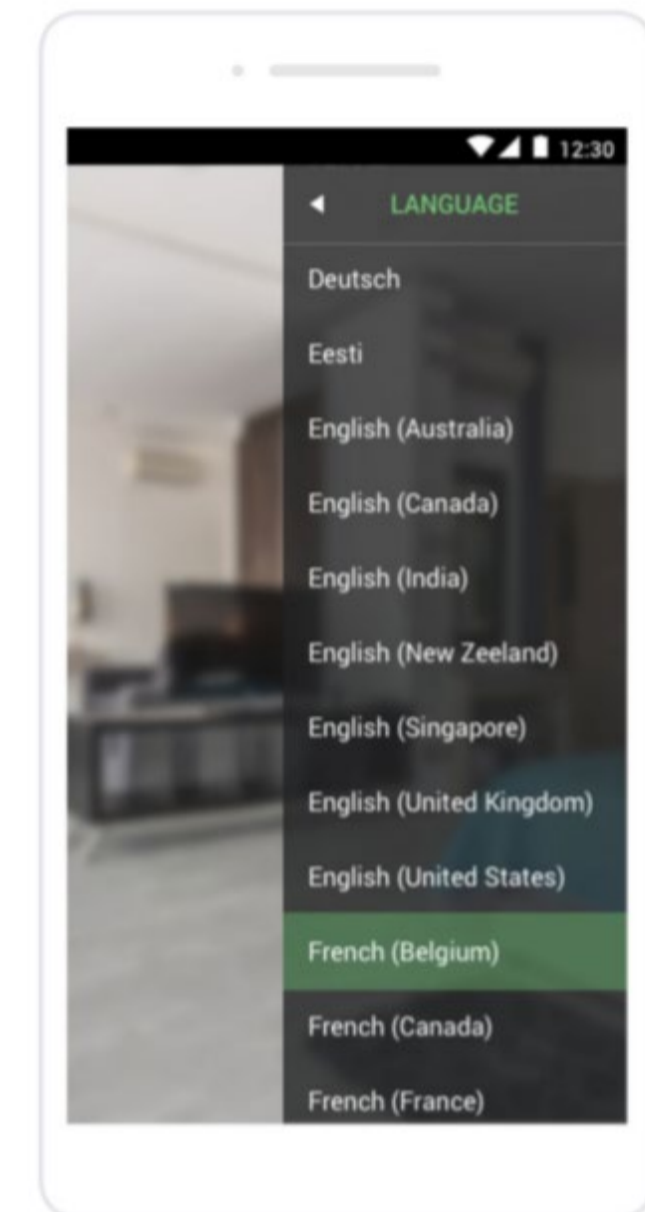 12:30
LANGUAGE
Deutsch
Eesti
English (Australia)
English (Canada)
English (India)
English (New Zeeland)
English (Singapore)
English (United Kingdom)
English (United States)
French (Belgium)
French (Canada)
French (France)